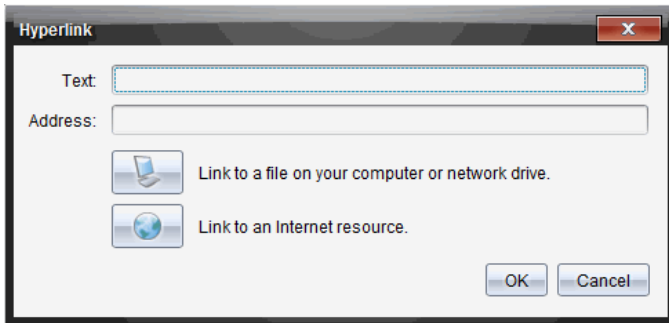 Hyperlink
Text:
Address:
Link to a file on your computer or network drive.
Link to an Internet resource.
OK Cancel